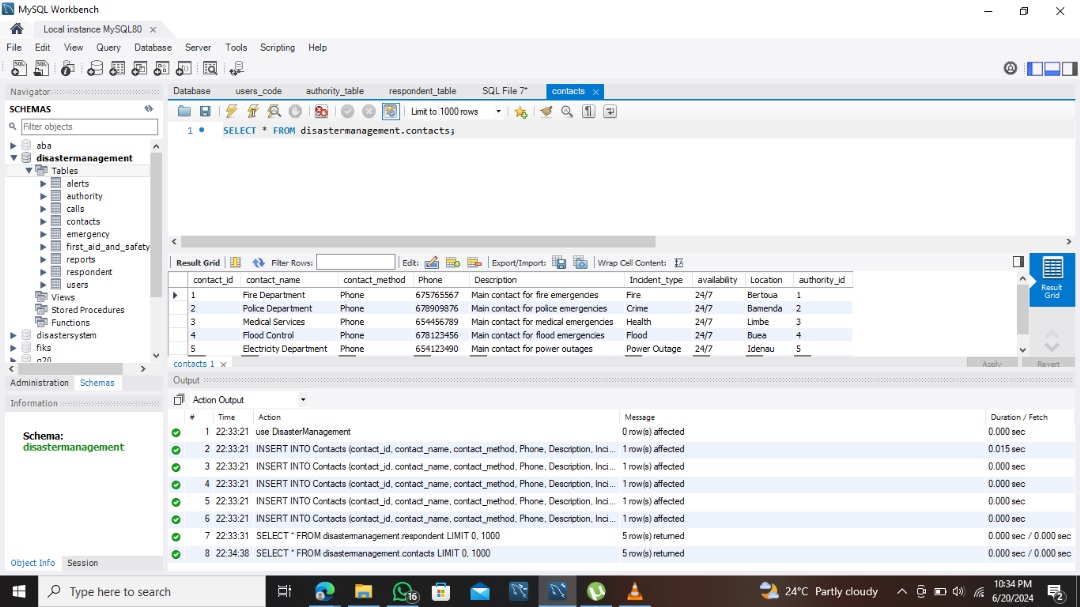 MySQL Workbench
Local instance MySQL80 ×
File Edit View Query Database Server Tools Scripting Help
Navigator
SCHEMAS
Filter objects
aba
disastermanagement
Tables
alerts
authority
calls
contacts
emergency
first_aid_and_safety
reports
respondent
users
Views
Stored Procedures
Functions
disastersystem
fiks
g20
Administration Schemas
Information
Schema:
disastermanagement
Object Info Session
Database users_code authority_table respondent_table SQL File 7* contacts ×
Limit to 1000 rows
1 SELECT * FROM disastermanagement.contacts;
Result Grid Filter Rows: Edit: Export/Import: Wrap Cell Content:
contact_id contact_name contact_method Phone Description Incident_type availability Location authority_id
1 Fire Department Phone 675765567 Main contact for fire emergencies Fire 24/7 Bertoua 1
2 Police Department Phone 678909876 Main contact for police emergencies Crime 24/7 Bamenda 2
3 Medical Services Phone 654456789 Main contact for medical emergencies Health 24/7 Limbe 3
4 Flood Control Phone 678123456 Main contact for flood emergencies Flood 24/7 Buea 4
5 Electricity Department Phone 654123490 Main contact for power outages Power Outage 24/7 Idenau 5
Result
Grid
contacts 1 ×
Apply Revert
Output
Action Output
# Time Action Message Duration / Fetch
1 22:33:21 use DisasterManagement 0 row(s) affected 0.000 sec
2 22:33:21 INSERT INTO Contacts (contact_id, contact_name, contact_method, Phone, Description, Inci... 1 row(s) affected 0.015 sec
3 22:33:21 INSERT INTO Contacts (contact_id, contact_name, contact_method, Phone, Description, Inci... 1 row(s) affected 0.000 sec
4 22:33:21 INSERT INTO Contacts (contact_id, contact_name, contact_method, Phone, Description, Inci... 1 row(s) affected 0.000 sec
5 22:33:21 INSERT INTO Contacts (contact_id, contact_name, contact_method, Phone, Description, Inci... 1 row(s) affected 0.000 sec
6 22:33:21 INSERT INTO Contacts (contact_id, contact_name, contact_method, Phone, Description, Inci... 1 row(s) affected 0.000 sec
7 22:33:31 SELECT * FROM disastermanagement.respondent LIMIT 0, 1000 5 row(s) returned 0.000 sec / 0.000 sec
8 22:34:38 SELECT * FROM disastermanagement.contacts LIMIT 0, 1000 5 row(s) returned 0.000 sec / 0.000 sec
Type here to search
16
24°C Partly cloudy
10:34 PM
6/20/2024
2